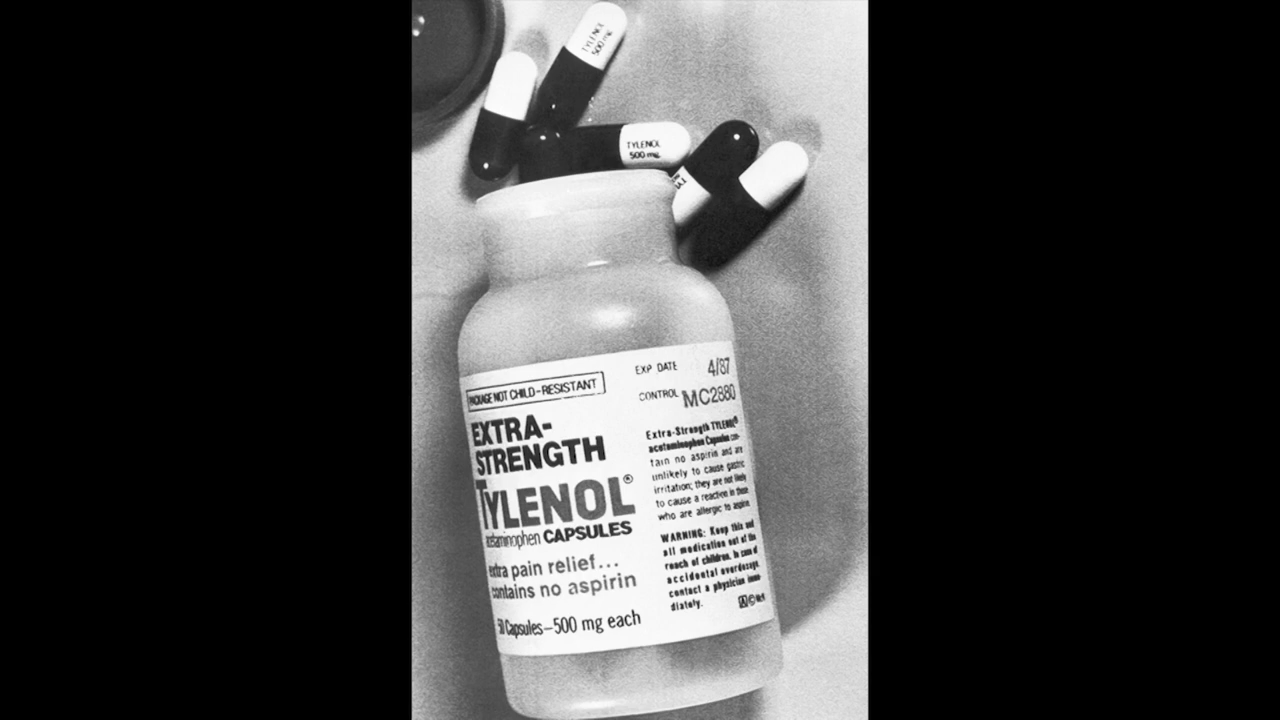 TYLENOL
500 mg.
TYLENOL
500 mg.
EXP DATE 4/87
CONTROL MC2880
PACKAGE NOT CHILD-RESISTANT
EXTRA-
STRENGTH
TYLENOL®
acetaminophen CAPSULES
extra pain relief...
contains no aspirin
50 Capsules—500 mg each
Extra-Strength TYLENOL®
acetaminophen Capsules con-
tain no aspirin and are
unlikely to cause gastric
irritation; they are not likely
to cause a reaction in those
who are allergic to aspirin.
WARNING: Keep this and
all medication out of the
reach of children. In case of
accidental overdosage,
contact a physician imme-
diately.